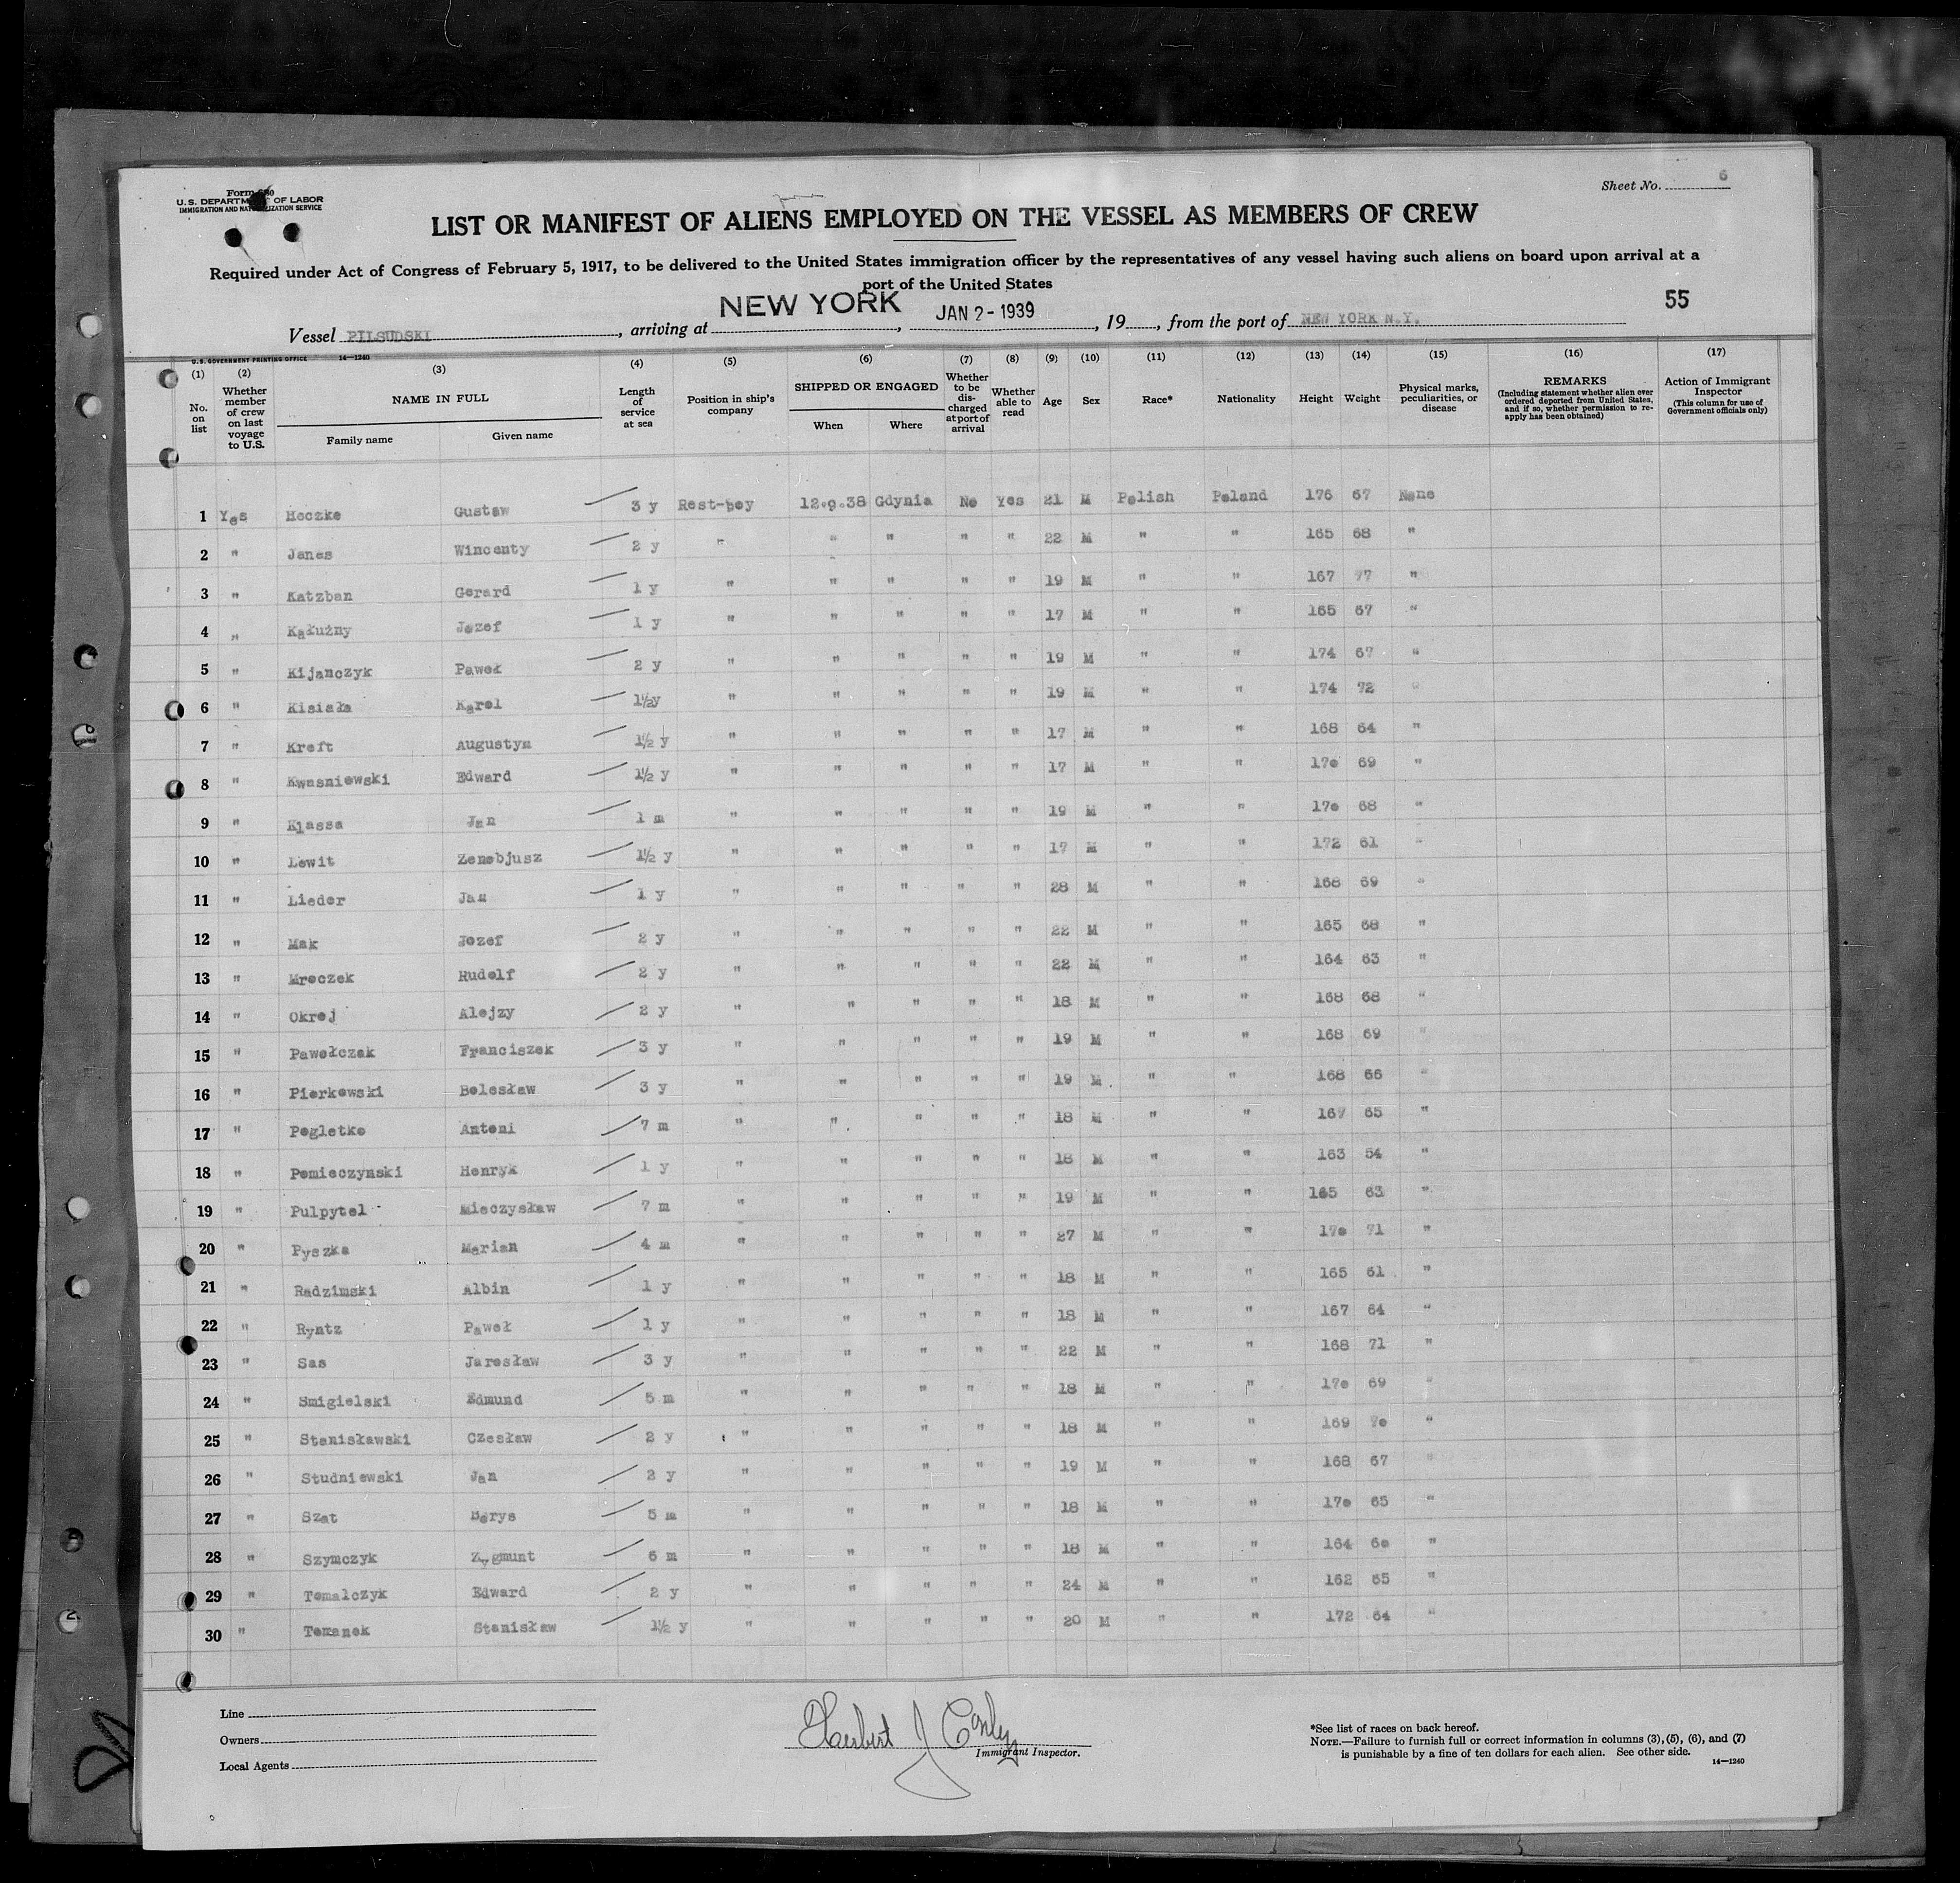 Sheet No. 6
U.S. DEPARTMENT OF LABOR
IMMIGRATION AND NATURALIZATION SERVICE
LIST OR MANIFEST OF ALIENS EMPLOYED ON THE VESSEL AS MEMBERS OF CREW
Required under Act of Congress of February 5, 1917, to be delivered to the United States immigration officer by the representatives of any vessel having such aliens on board upon arrival at a
port of the United States
55
Vessel PILSUDSKI, arriving at NEW YORK, JAN 2 - 1939, 19, from the port of NEW YORK N.Y.
U.S. GOVERNMENT PRINTING OFFICE 14—1240
(1) No. on list (2) Whether member of crew on last voyage to U.S. (3) NAME IN FULL Family name Given name (4) Length of service at sea (5) Position in ship's company (6) SHIPPED OR ENGAGED When Where (7) Whether to be discharged at port of arrival (8) Whether able to read (9) Age (10) Sex (11) Race* (12) Nationality (13) Height (14) Weight (15) Physical marks, peculiarities, or disease (16) REMARKS (Including statement whether alien ever ordered deported from United States, and if so, whether permission to reapply has been obtained) (17) Action of Immigrant Inspector (This column for use of Government officials only)
1 Yes Hoczke Gustaw 3 y Rest-boy 12.9.38 Gdynia No Yes 21 M Polish Poland 176 67 None
2 " Janas Wincenty 2 y " " " " " 22 M " " 165 68 "
3 " Katzban Gerard 1 y " " " " " 19 M " " 167 77 "
4 " Kałużny Jozef 1 y " " " " " 17 M " " 165 67 "
5 " Kijanczyk Paweł 2 y " " " " " 19 M " " 174 67 "
6 " Kisiała Karol 1½y " " " " " 19 M " " 174 72 "
7 " Kreft Augustyn 1½ y " " " " " 17 M " " 168 64 "
8 " Kwasniewski Edward 1½ y " " " " " 17 M " " 170 69 "
9 " Klassa Jan 1 m " " " " " 19 M " " 170 68 "
10 " Lewit Zenobjusz 1½ y " " " " " 17 M " " 172 61 "
11 " Lieder Jan 1 y " " " " " 28 M " " 168 69 "
12 " Mak Jozef 2 y " " " " " 22 M " " 165 68 "
13 " Mroczek Rudolf 2 y " " " " " 22 M " " 164 63 "
14 " Okroj Alojzy 2 y " " " " " 18 M " " 168 68 "
15 " Pawełczak Franciszek 3 y " " " " " 19 M " " 168 69 "
16 " Piorkowski Bolesław 3 y " " " " " 19 M " " 168 66 "
17 " Pogletke Antoni 7 m " " " " " 18 M " " 167 65 "
18 " Pomieczynski Henryk 1 y " " " " " 18 M " " 163 54 "
19 " Pulpytel Mieczysław 7 m " " " " " 19 M " " 165 63 "
20 " Pyszka Marian 4 m " " " " " 27 M " " 170 71 "
21 " Radzimski Albin 1 y " " " " " 18 M " " 165 61 "
22 " Ryntz Paweł 1 y " " " " " 18 M " " 167 64 "
23 " Sas Jarosław 3 y " " " " " 22 M " " 168 71 "
24 " Smigielski Edmund 5 m " " " " " 18 M " " 170 69 "
25 " Stanisławski Czesław 2 y " " " " " 18 M " " 169 70 "
26 " Studniewski Jan 2 y " " " " " 19 M " " 168 67 "
27 " Szat Borys 5 m " " " " " 18 M " " 170 65 "
28 " Szymczyk Zygmunt 6 m " " " " " 18 M " " 164 60 "
29 " Tomalczyk Edward 2 y " " " " " 24 M " " 162 65 "
30 " Tomanek Stanisław 1½ y " " " " " 20 M " " 172 64 "
Line
Owners
Local Agents
Herbert J Conley
Immigrant Inspector.
*See list of races on back hereof.
NOTE.—Failure to furnish full or correct information in columns (3), (5), (6), and (7)
is punishable by a fine of ten dollars for each alien. See other side.
14—1240